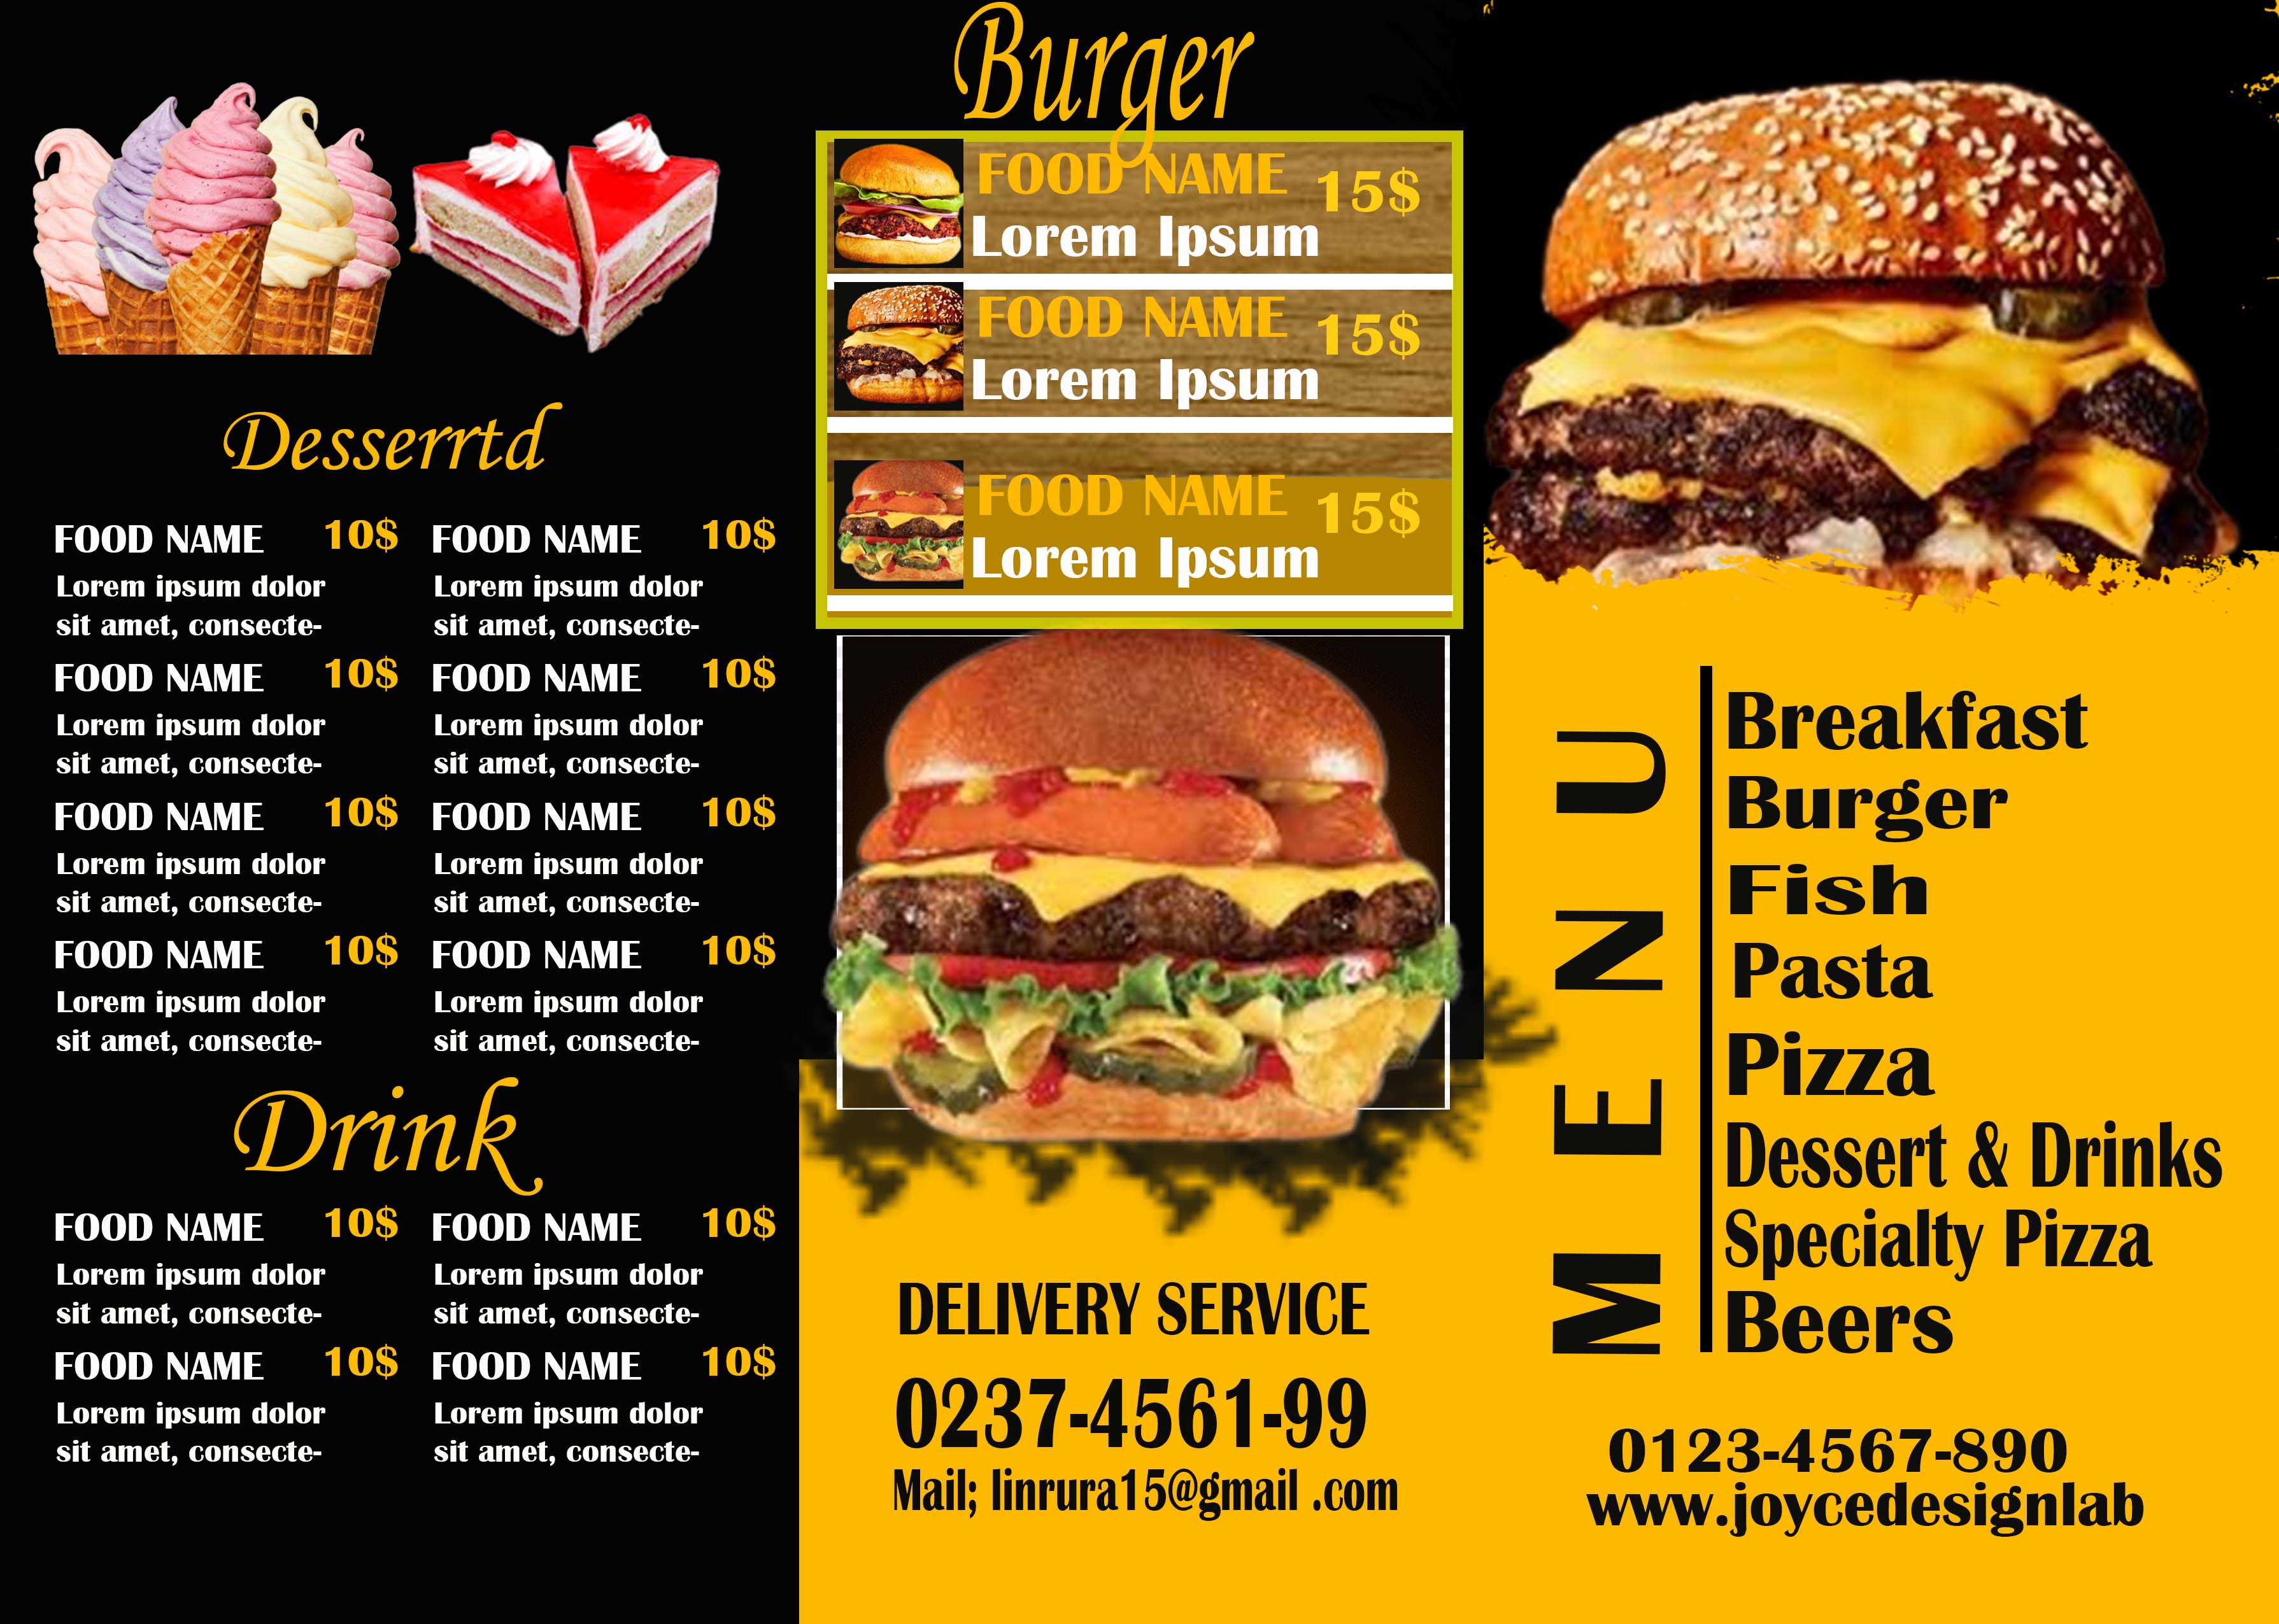 Desserrtd
FOOD NAME 10$ FOOD NAME 10$
Lorem ipsum dolor Lorem ipsum dolor
sit amet, consecte- sit amet, consecte-
FOOD NAME 10$ FOOD NAME 10$
Lorem ipsum dolor Lorem ipsum dolor
sit amet, consecte- sit amet, consecte-
FOOD NAME 10$ FOOD NAME 10$
Lorem ipsum dolor Lorem ipsum dolor
sit amet, consecte- sit amet, consecte-
FOOD NAME 10$ FOOD NAME 10$
Lorem ipsum dolor Lorem ipsum dolor
sit amet, consecte- sit amet, consecte-
Drink
FOOD NAME 10$ FOOD NAME 10$
Lorem ipsum dolor Lorem ipsum dolor
sit amet, consecte- sit amet, consecte-
FOOD NAME 10$ FOOD NAME 10$
Lorem ipsum dolor Lorem ipsum dolor
sit amet, consecte- sit amet, consecte-
Burger
FOOD NAME 15$
Lorem Ipsum
FOOD NAME 15$
Lorem Ipsum
FOOD NAME 15$
Lorem Ipsum
DELIVERY SERVICE
0237-4561-99
Mail; linrura15@gmail .com
MENU
Breakfast
Burger
Fish
Pasta
Pizza
Dessert & Drinks
Specialty Pizza
Beers
0123-4567-890
www.joycedesignlab